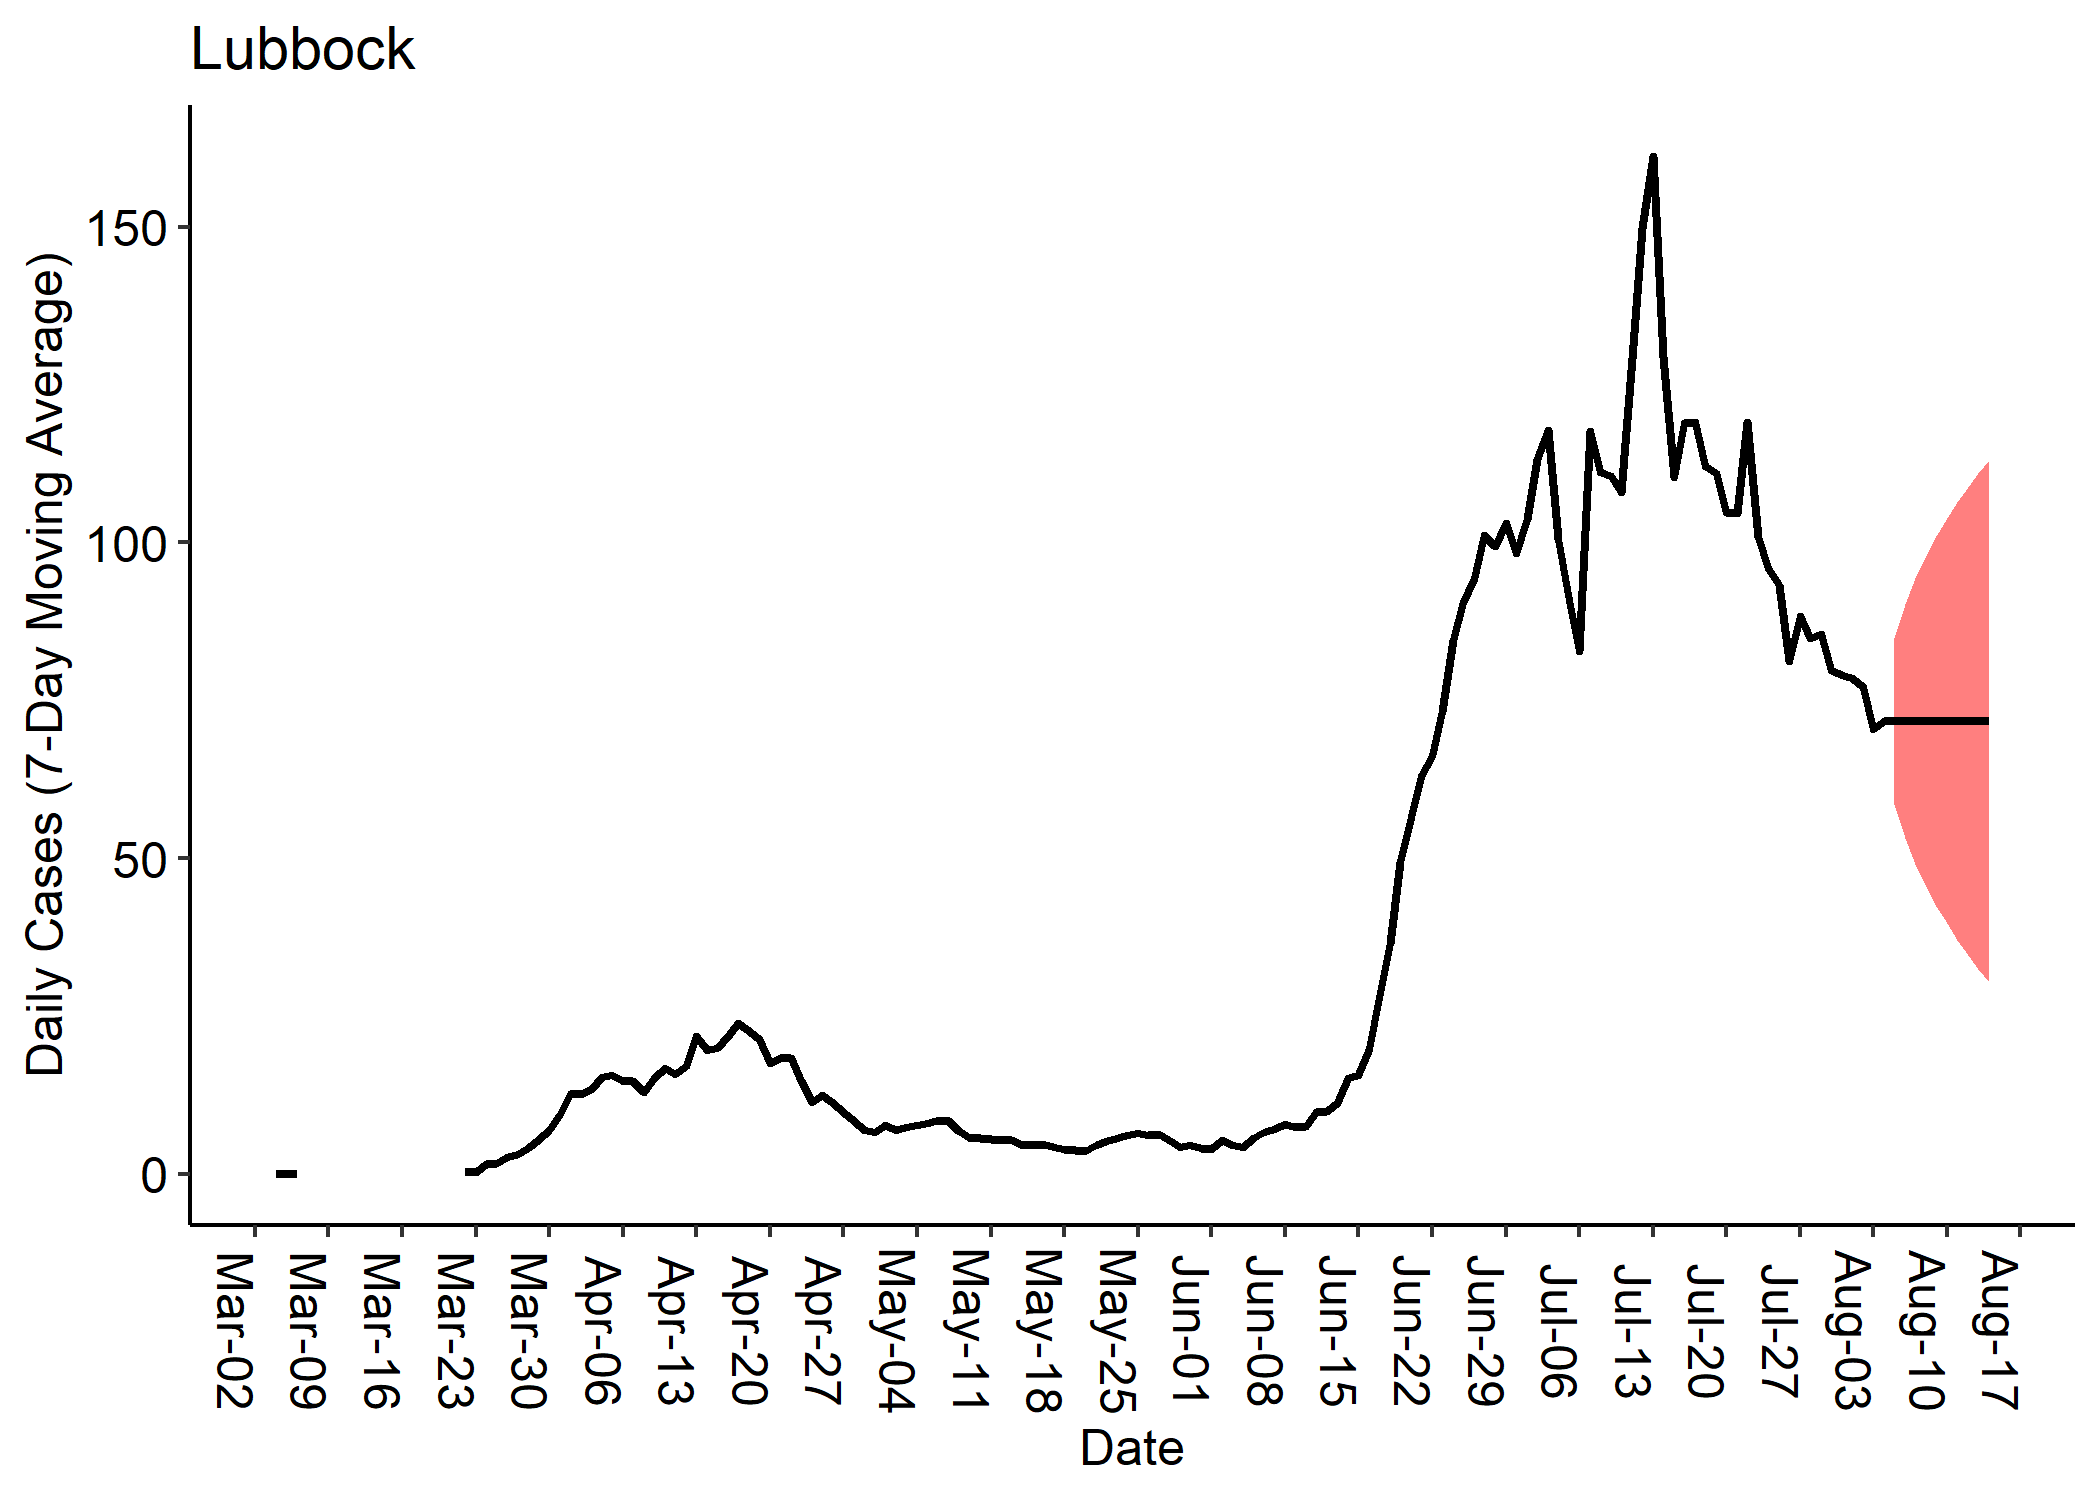 Lubbock
Daily Cases (7-Day Moving Average)
150
100
50
0
Mar-02
Mar-09
Mar-16
Mar-23
Mar-30
Apr-06
Apr-13
Apr-20
Apr-27
May-04
May-11
May-18
May-25
Jun-01
Jun-08
Jun-15
Jun-22
Jun-29
Jul-06
Jul-13
Jul-20
Jul-27
Aug-03
Aug-10
Aug-17
Date